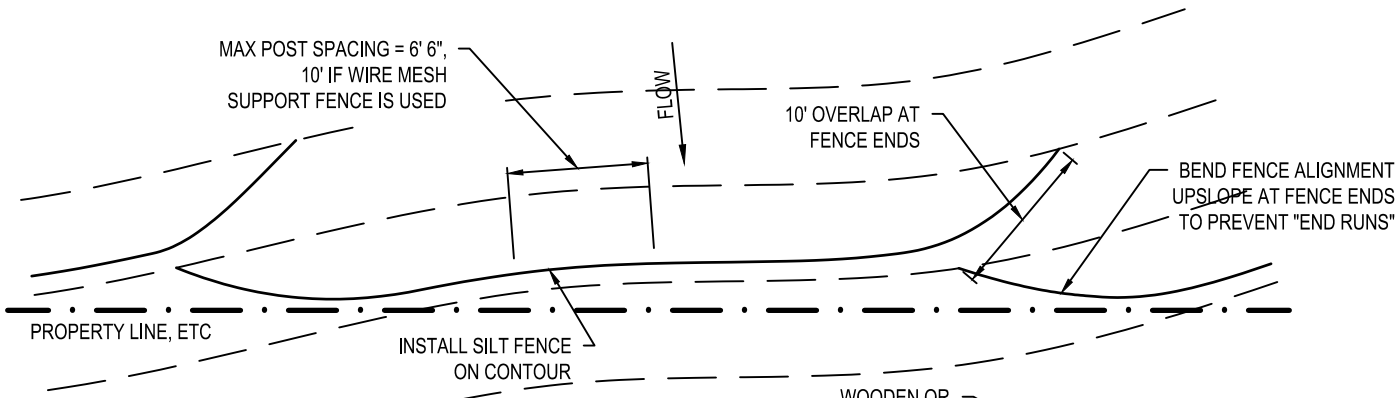 MAX POST SPACING = 6' 6",
10' IF WIRE MESH
SUPPORT FENCE IS USED
FLOW
10' OVERLAP AT
FENCE ENDS
BEND FENCE ALIGNMENT
UPSLOPE AT FENCE ENDS
TO PREVENT "END RUNS"
PROPERTY LINE, ETC
INSTALL SILT FENCE
ON CONTOUR
WOODEN OR